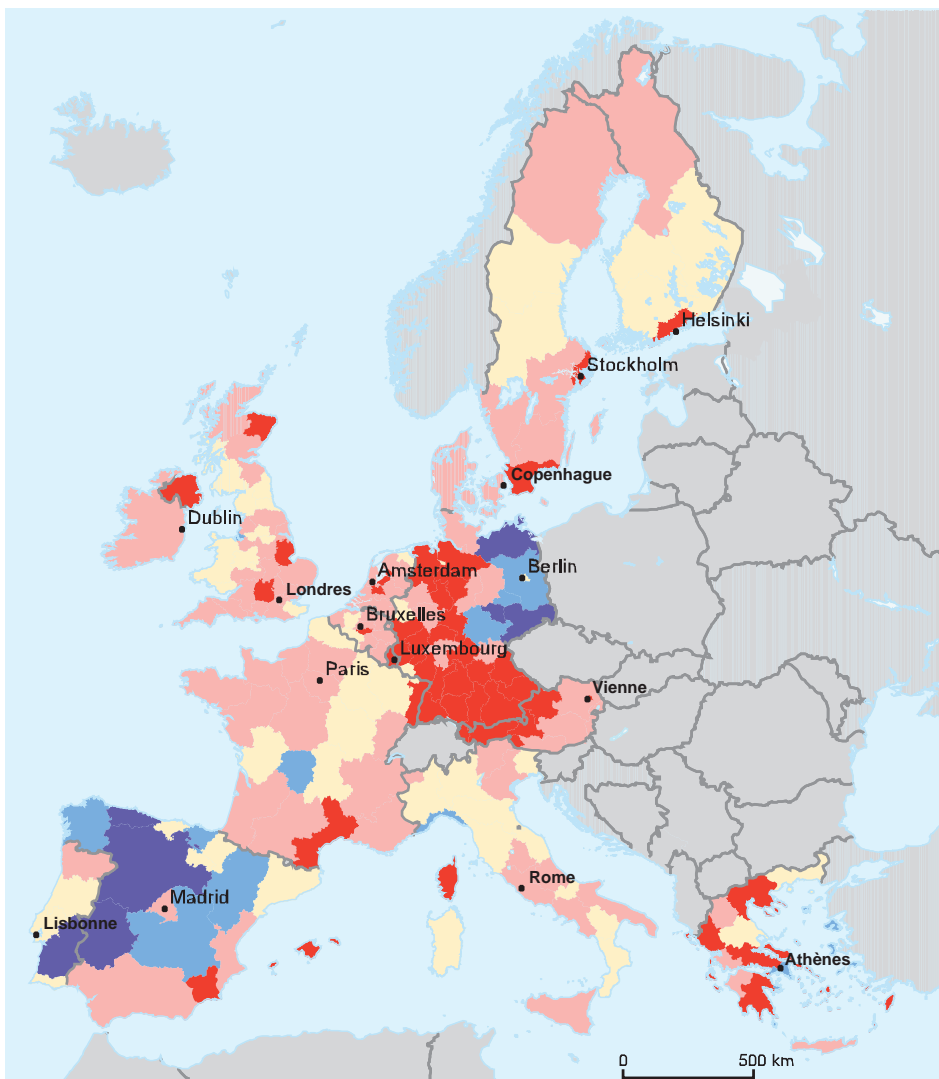 Helsinki
Stockholm
Copenhague
Dublin
Berlin
Amsterdam
Londres
Bruxelles
Luxembourg
Paris
Vienne
Rome
Madrid
Lisbonne
Athènes
0 500 km